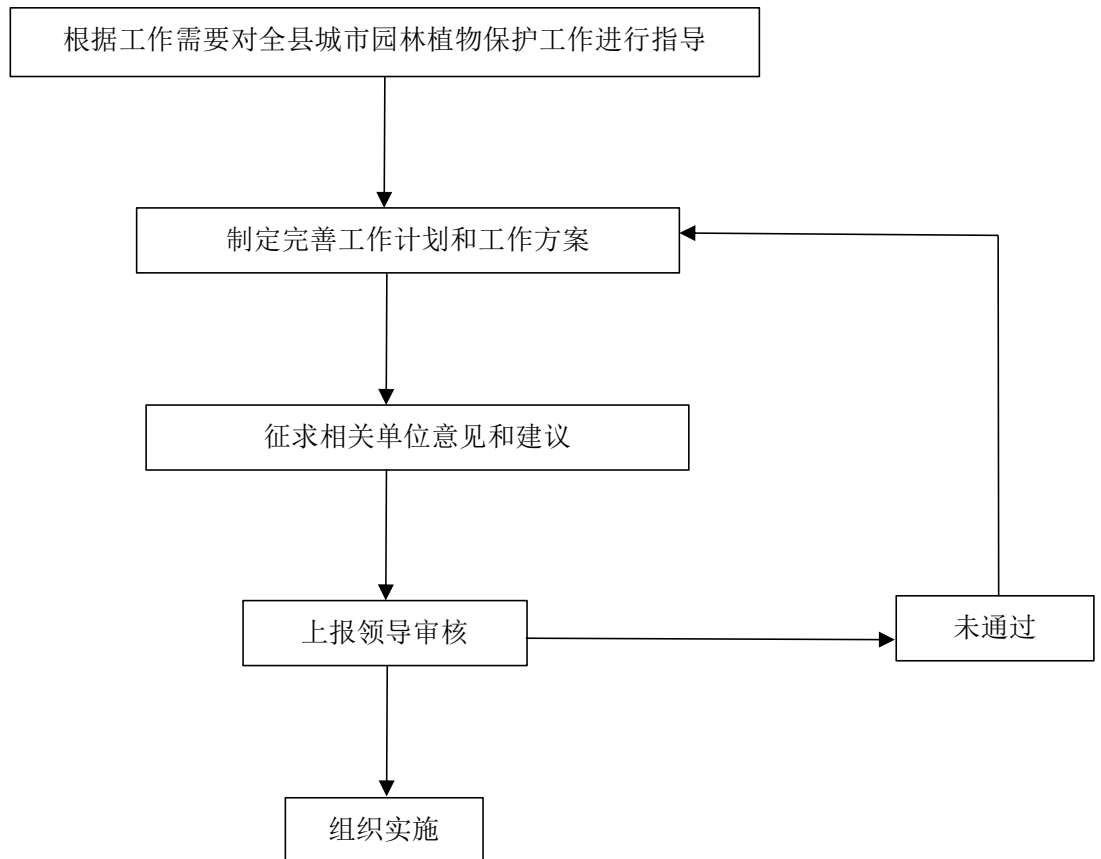 根据工作需要对全县城市园林植物保护工作进行指导
制定完善工作计划和工作方案
征求相关单位意见和建议
上报领导审核
未通过
组织实施